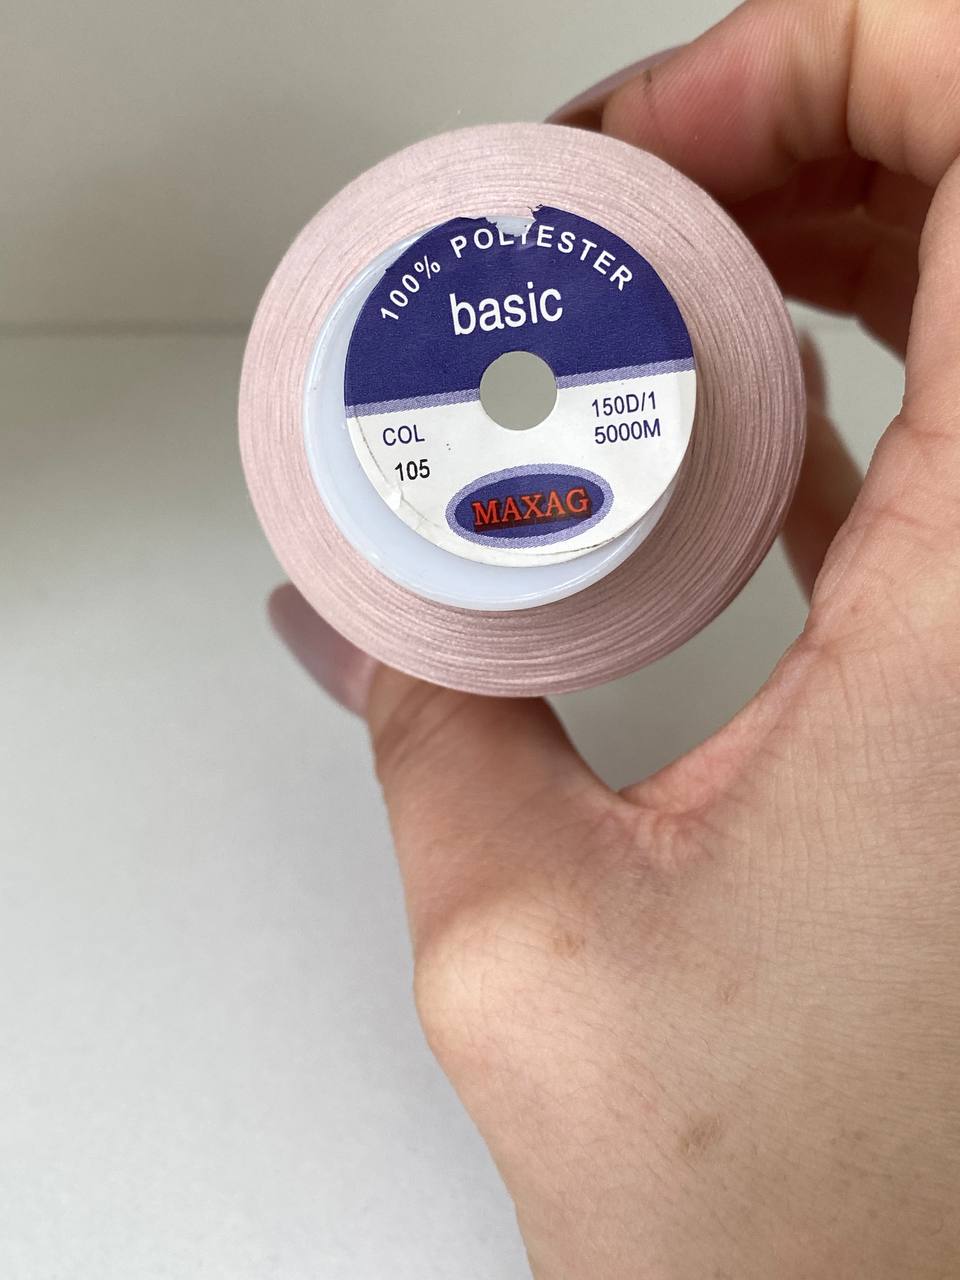 100% POLYESTER
basic
COL
105
150D/1
5000M
MAXAG